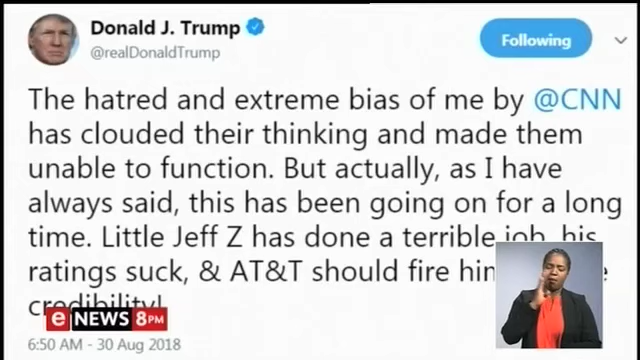 Donald J. Trump
@realDonaldTrump
Following
The hatred and extreme bias of me by @CNN
has clouded their thinking and made them
unable to function. But actually, as I have
always said, this has been going on for a long
time. Little Jeff Z has done a terrible job, his
ratings suck, & AT&T should fire him
credibility!
e NEWS 8PM
6:50 AM - 30 Aug 2018